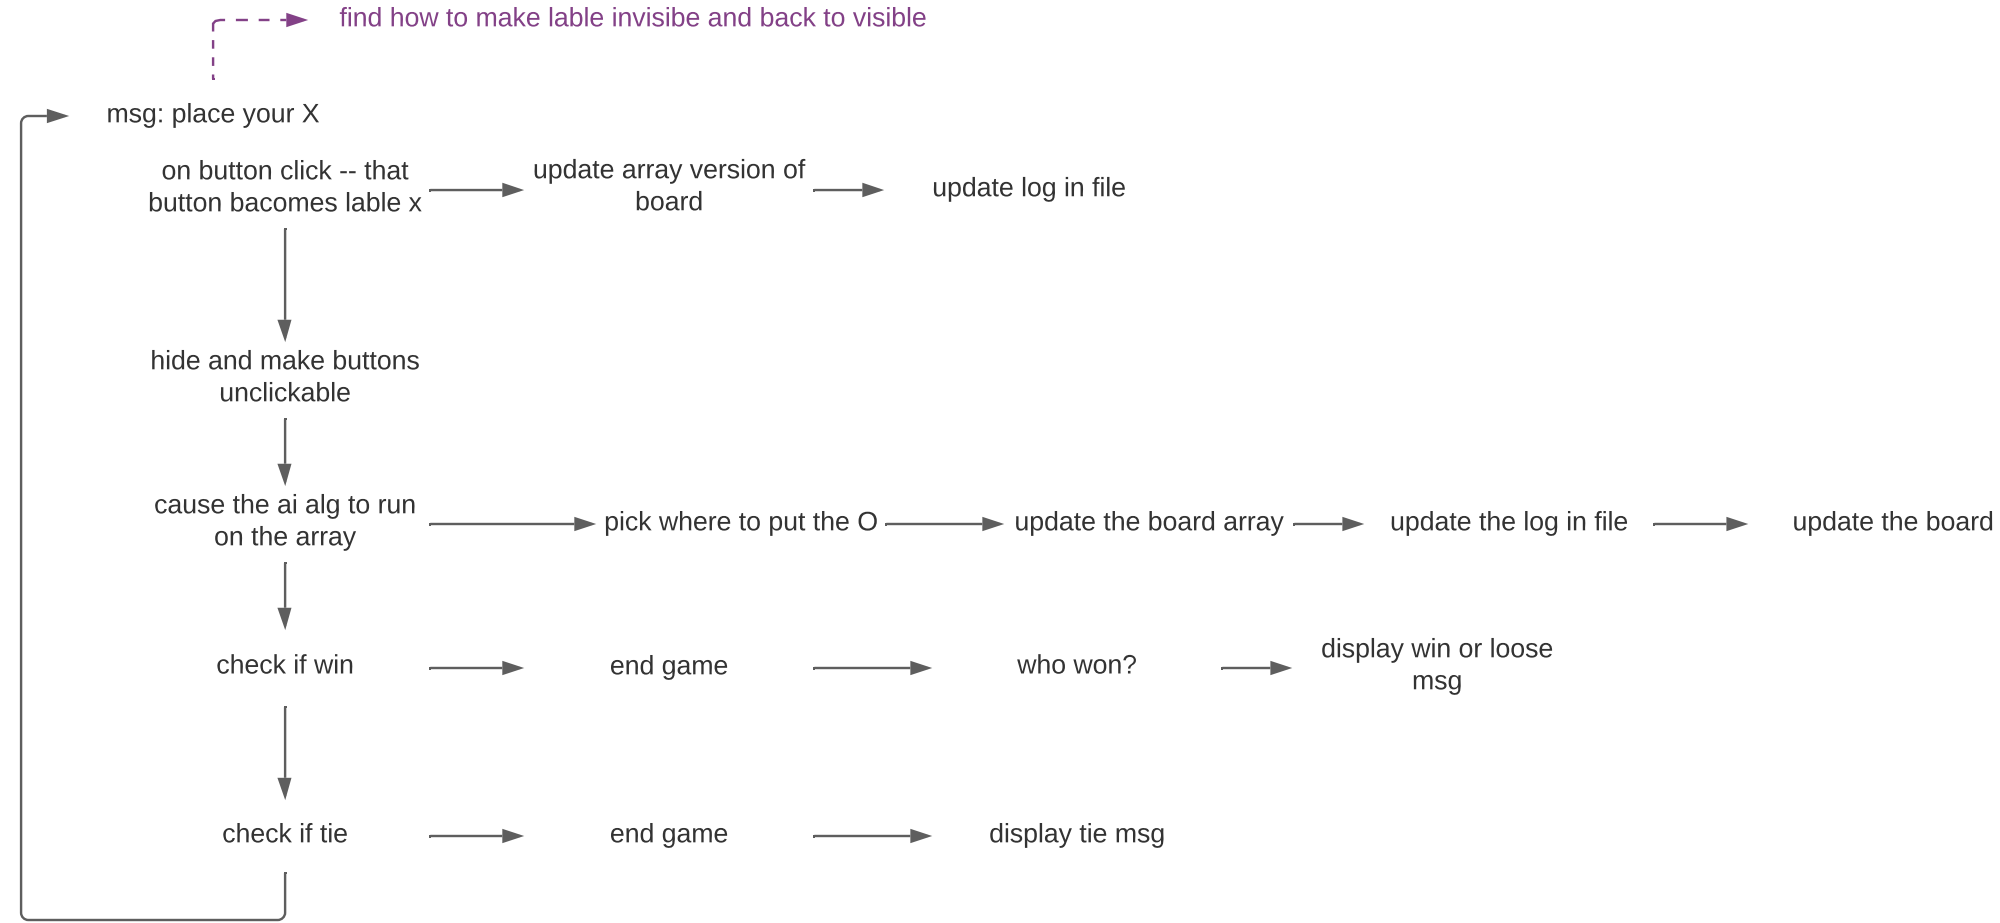 find how to make lable invisibe and back to visible
msg: place your X
on button click -- that
button bacomes lable x
update array version of
board
update log in file
hide and make buttons
unclickable
cause the ai alg to run
on the array
pick where to put the O
update the board array
update the log in file
update the board
check if win
end game
who won?
display win or loose
msg
check if tie
end game
display tie msg